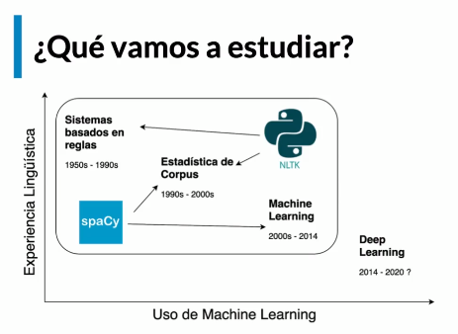 ¿Qué vamos a estudiar?
Experiencia Lingüística
Sistemas
basados en
reglas
1950s - 1990s
NLTK
Estadística de
Corpus
1990s - 2000s
spaCy
Machine
Learning
2000s - 2014
Deep
Learning
2014 - 2020 ?
Uso de Machine Learning